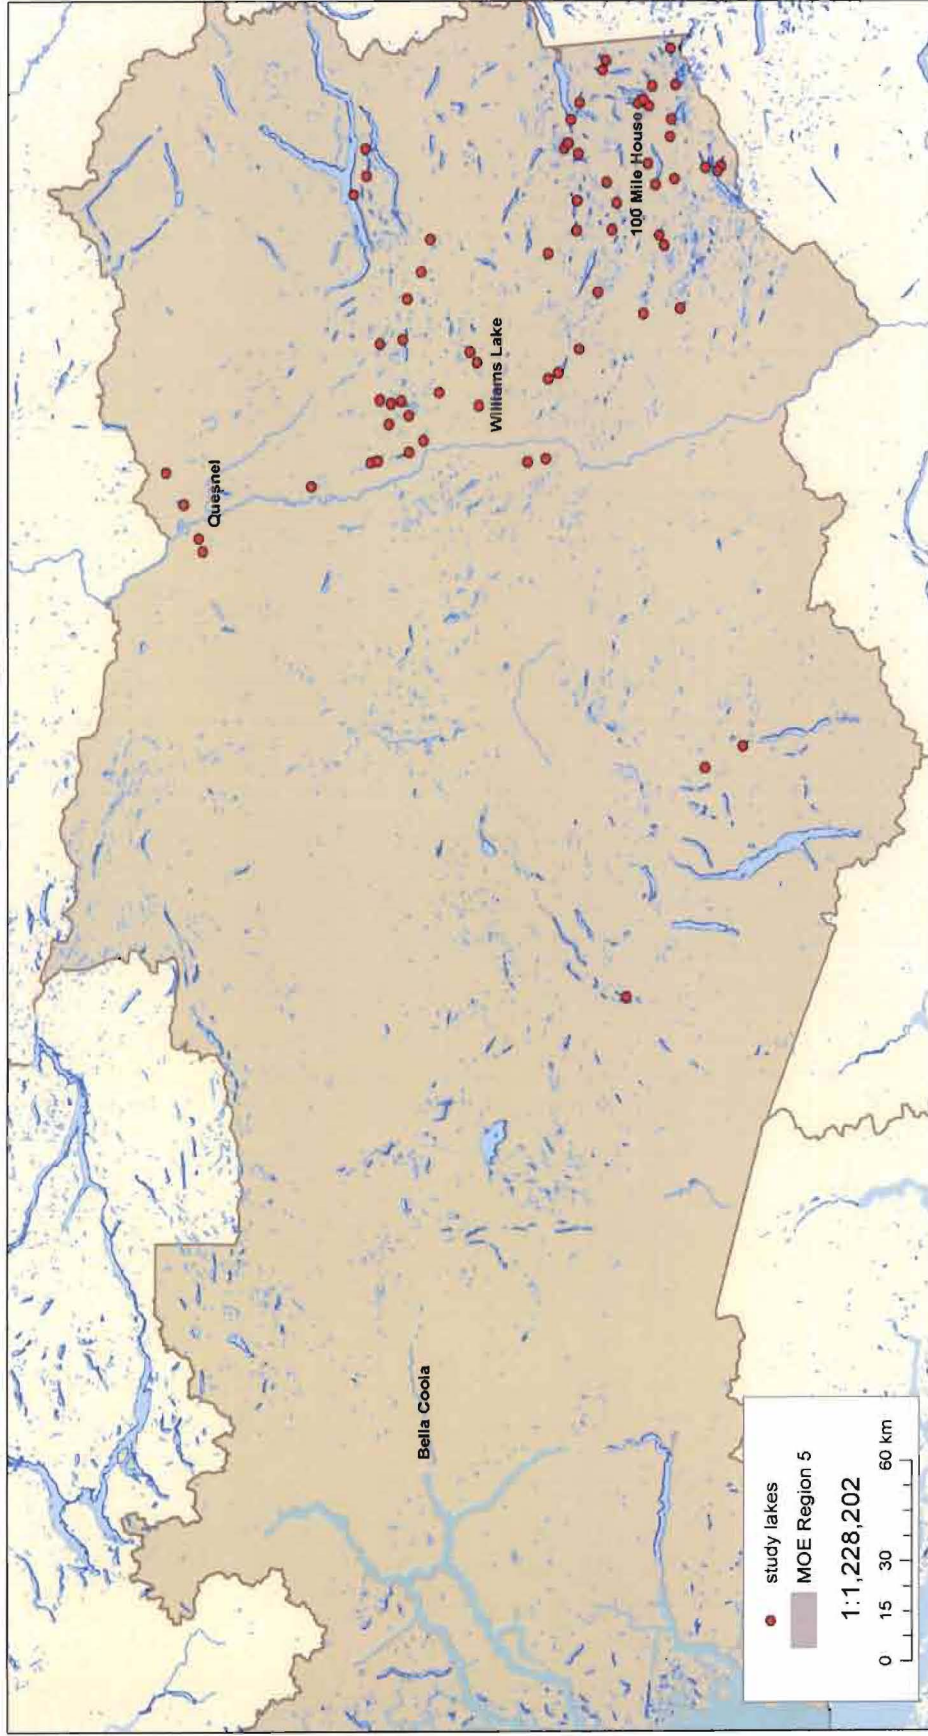 Quesnel
Williams Lake
100 Mile House
Bella Coola
study lakes
MOE Region 5
1:1,228,202
0 15 30 60 km